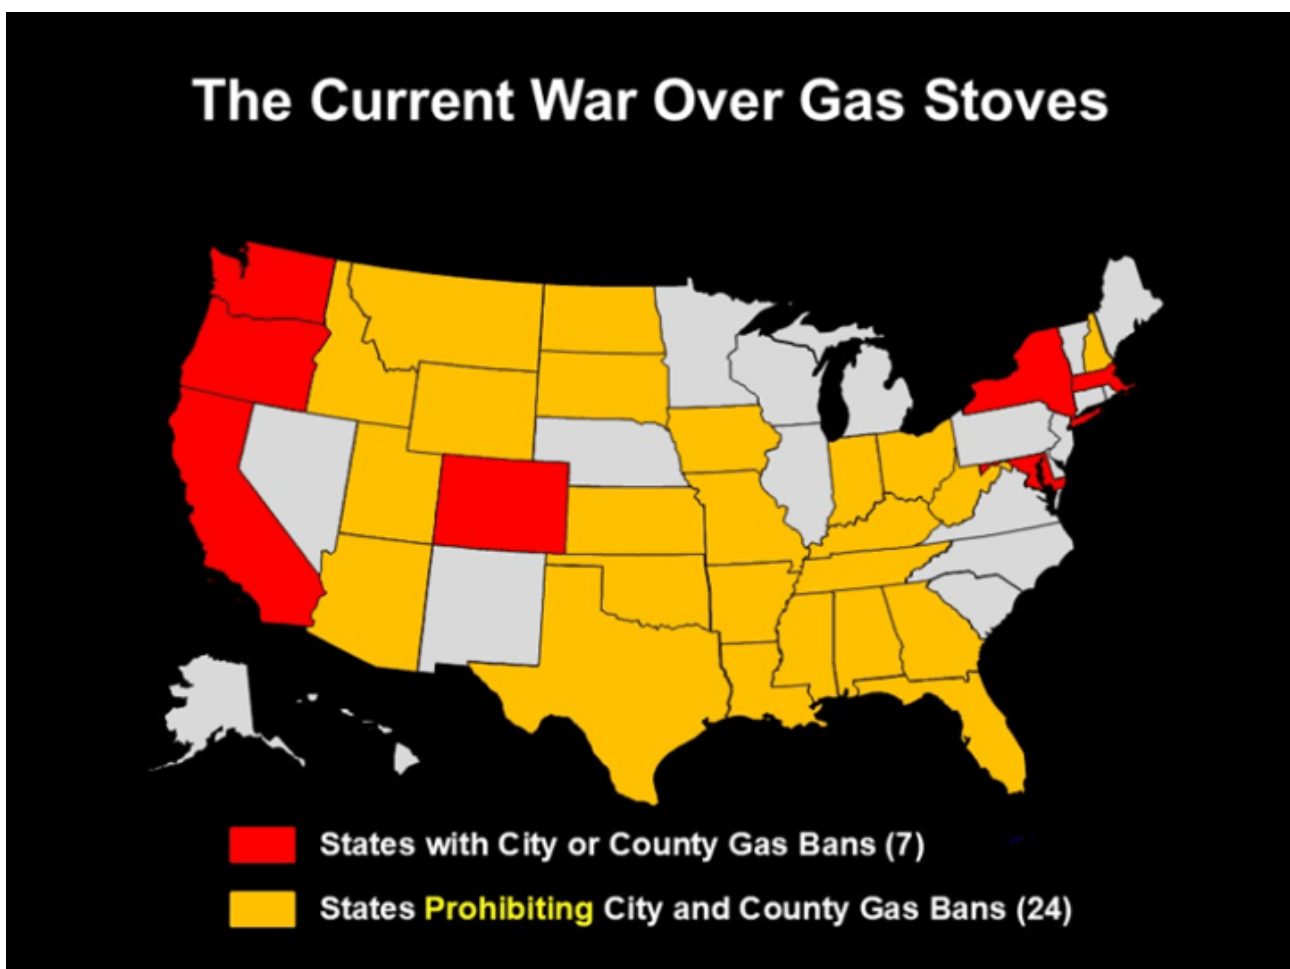 The Current War Over Gas Stoves
States with City or County Gas Bans (7)
States Prohibiting City and County Gas Bans (24)